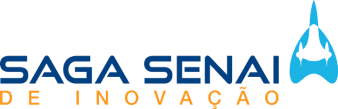 SAGA SENAI
DE INOVAÇÃO